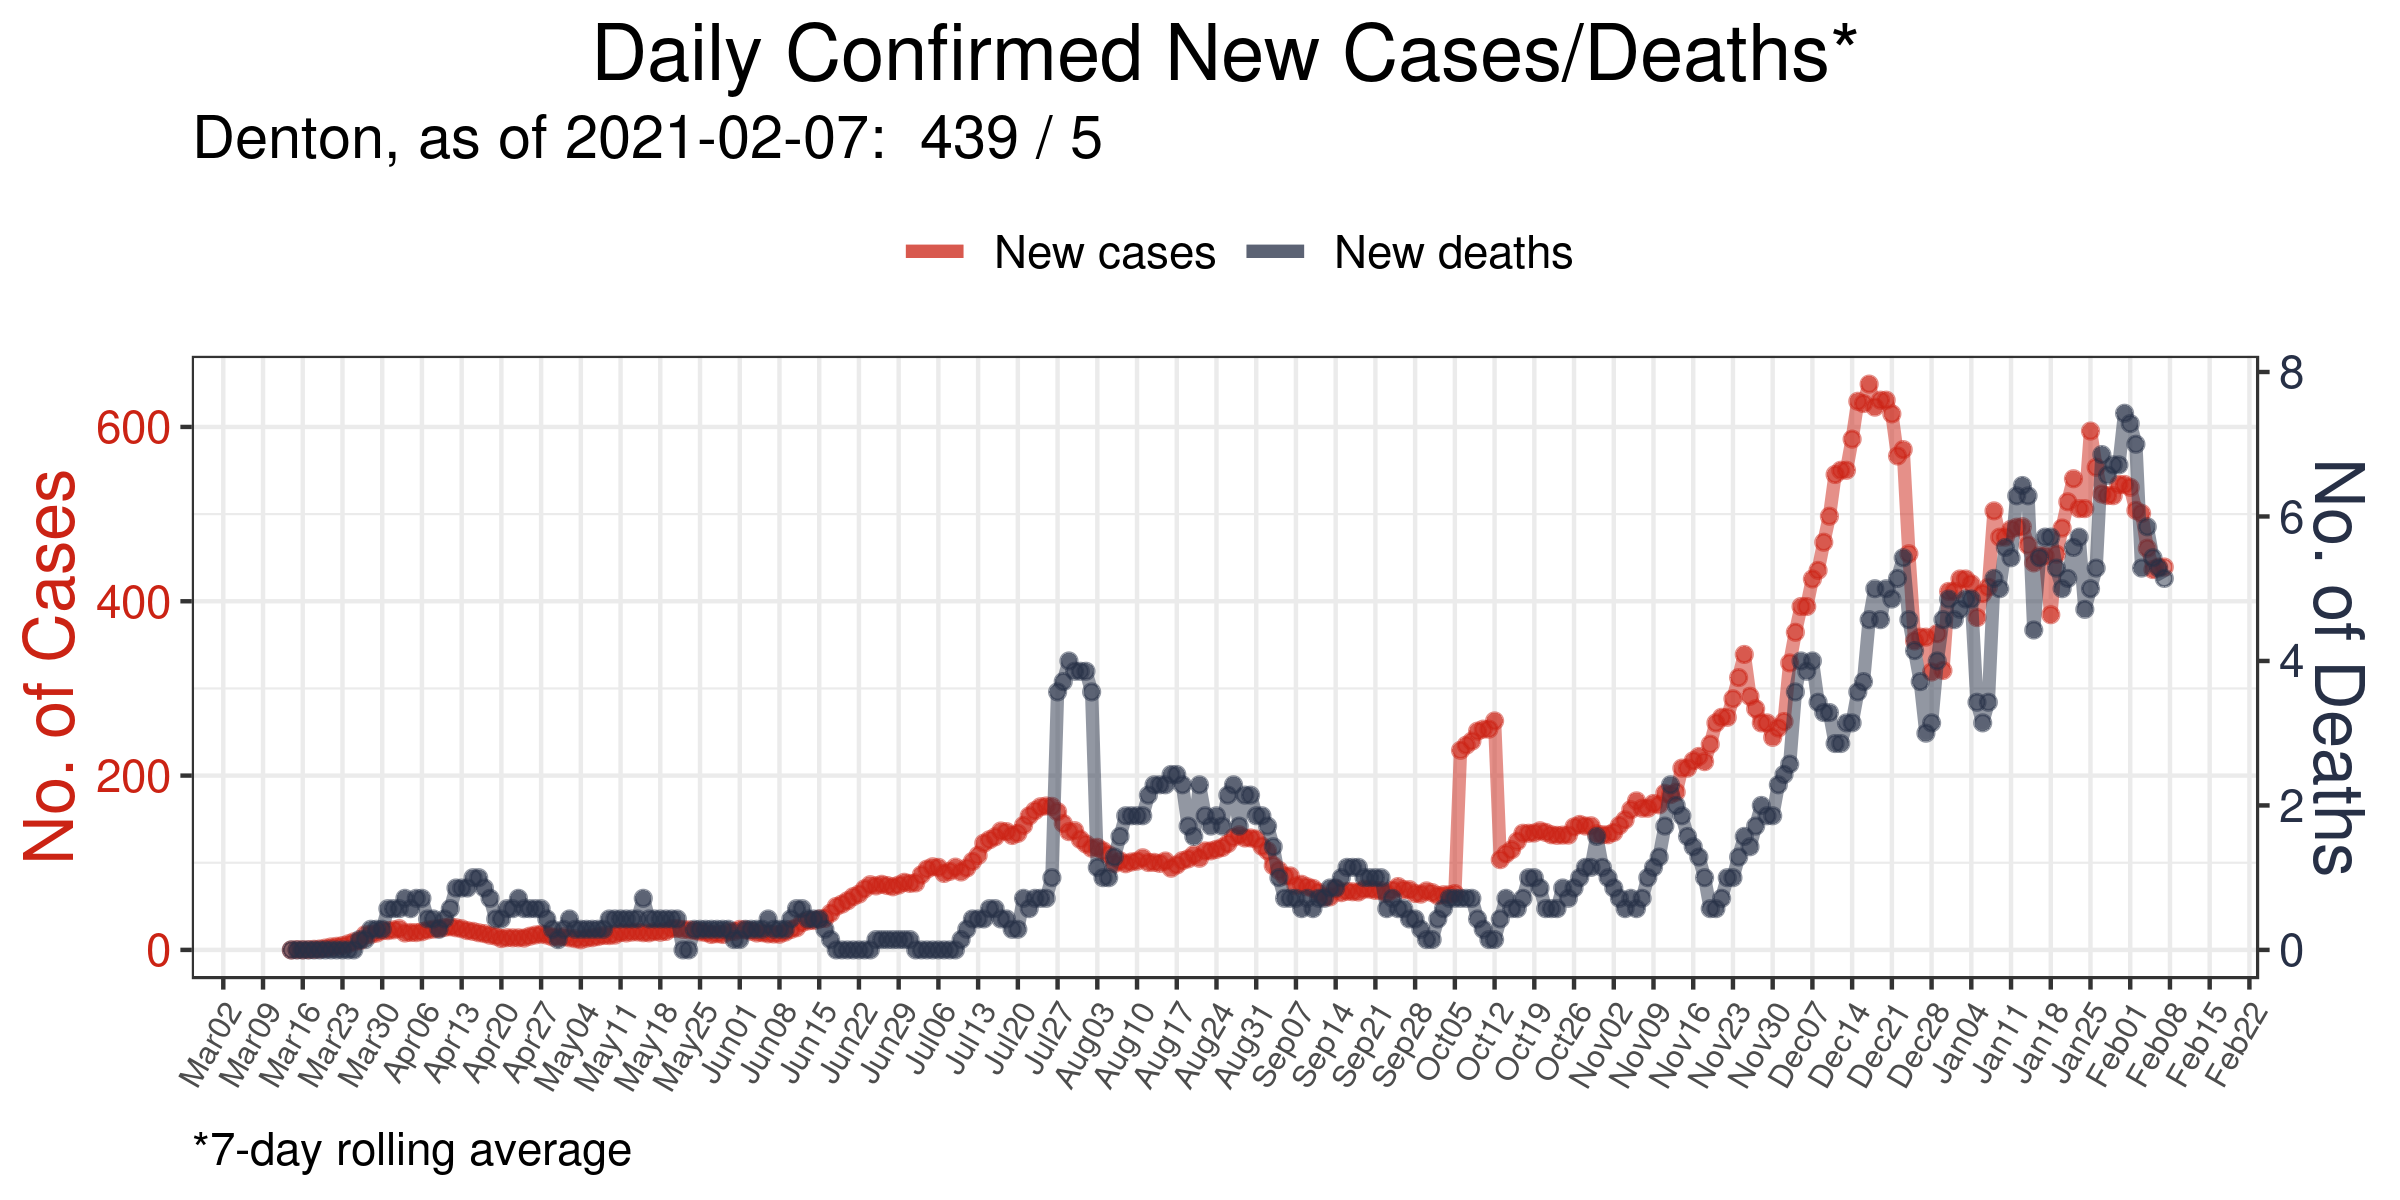 Daily Confirmed New Cases/Deaths*
Denton, as of 2021-02-07:  439 / 5
New cases
New deaths
No. of Cases
600
400
200
0
8
6
4
2
0
No. of Deaths
Mar02
Mar09
Mar16
Mar23
Mar30
Apr06
Apr13
Apr20
Apr27
May04
May11
May18
May25
Jun01
Jun08
Jun15
Jun22
Jun29
Jul06
Jul13
Jul20
Jul27
Aug03
Aug10
Aug17
Aug24
Aug31
Sep07
Sep14
Sep21
Sep28
Oct05
Oct12
Oct19
Oct26
Nov02
Nov09
Nov16
Nov23
Nov30
Dec07
Dec14
Dec21
Dec28
Jan04
Jan11
Jan18
Jan25
Feb01
Feb08
Feb15
Feb22
*7-day rolling average